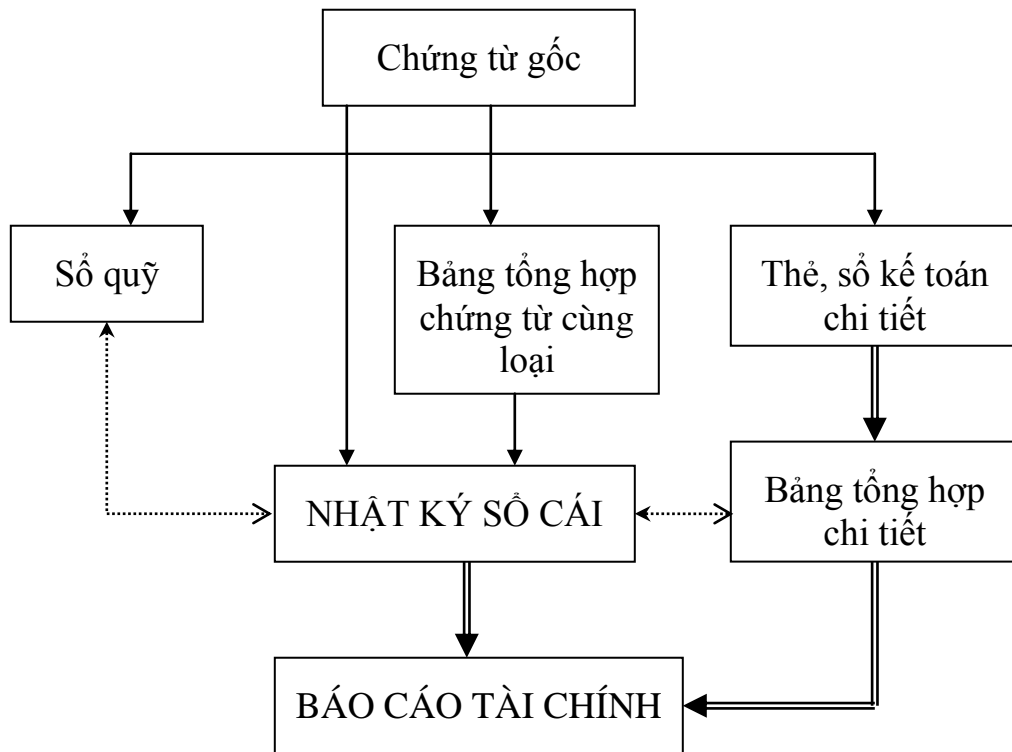 Chứng từ gốc
Sổ quỹ
Bảng tổng hợp
chứng từ cùng
loại
Thẻ, sổ kế toán
chi tiết
NHẬT KÝ SỔ CÁI
Bảng tổng hợp
chi tiết
BÁO CÁO TÀI CHÍNH